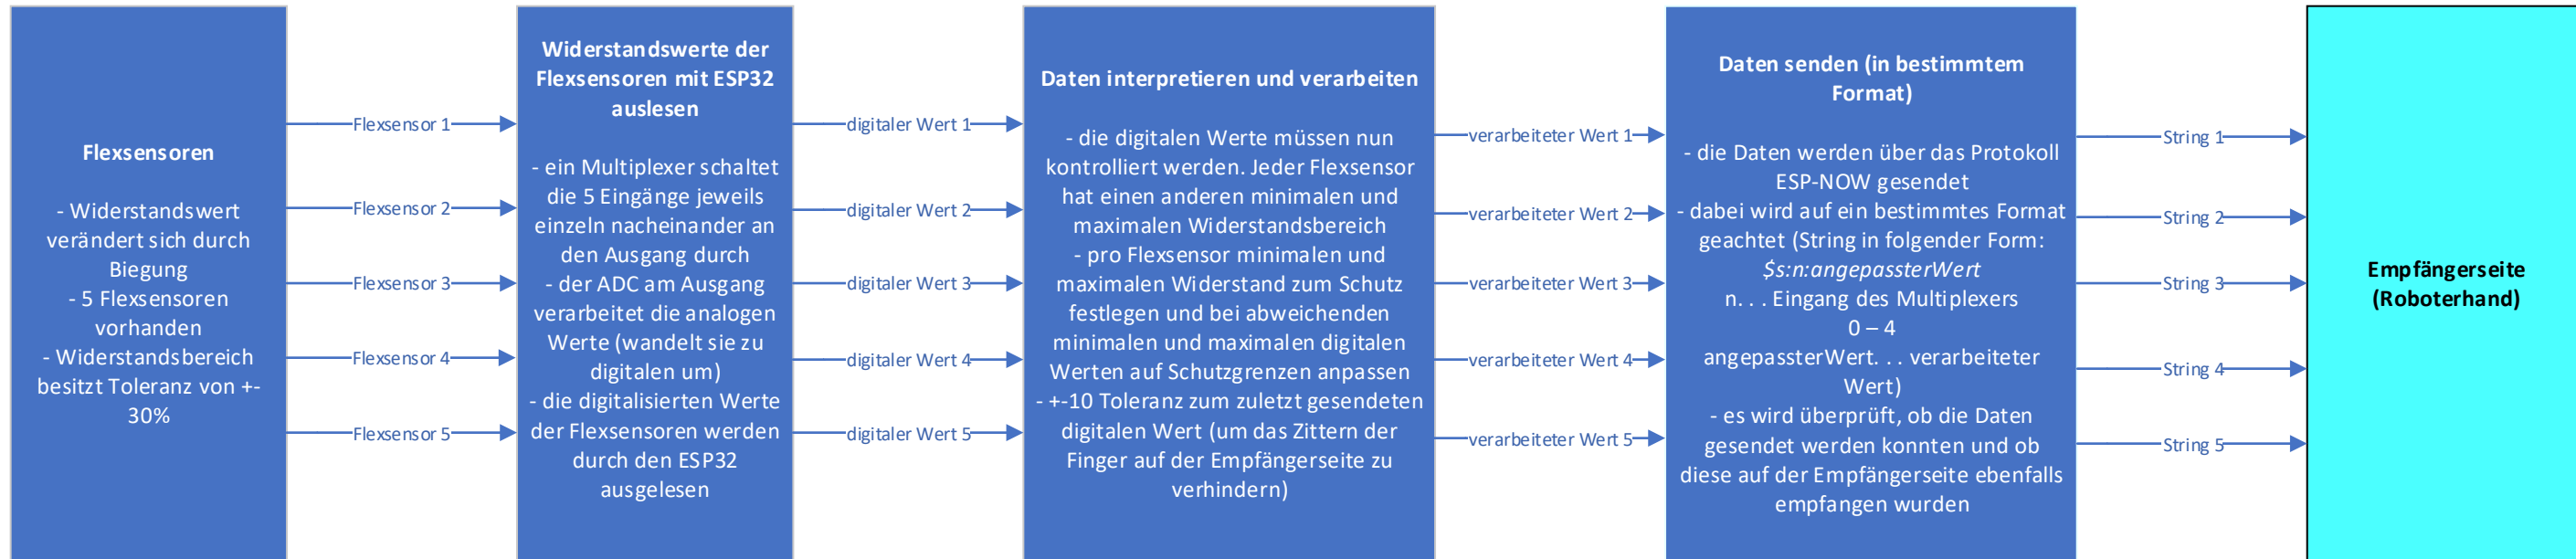 Flexsensoren
- Widerstandswert
verändert sich durch
Biegung
- 5 Flexsensoren
vorhanden
- Widerstandsbereich
besitzt Toleranz von +-
30%
Flexsensor 1
Flexsensor 2
Flexsensor 3
Flexsensor 4
Flexsensor 5
Widerstandswerte der
Flexsensoren mit ESP32
auslesen
- ein Multiplexer schaltet
die 5 Eingänge jeweils
einzeln nacheinander an
den Ausgang durch
- der ADC am Ausgang
verarbeitet die analogen
Werte (wandelt sie zu
digitalen um)
- die digitalisierten Werte
der Flexsensoren werden
durch den ESP32
ausgelesen
digitaler Wert 1
digitaler Wert 2
digitaler Wert 3
digitaler Wert 4
digitaler Wert 5
Daten interpretieren und verarbeiten
- die digitalen Werte müssen nun
kontrolliert werden. Jeder Flexsensor
hat einen anderen minimalen und
maximalen Widerstandsbereich
- pro Flexsensor minimalen und
maximalen Widerstand zum Schutz
festlegen und bei abweichenden
minimalen und maximalen digitalen
Werten auf Schutzgrenzen anpassen
- +-10 Toleranz zum zuletzt gesendeten
digitalen Wert (um das Zittern der
Finger auf der Empfängerseite zu
verhindern)
verarbeiteter Wert 1
verarbeiteter Wert 2
verarbeiteter Wert 3
verarbeiteter Wert 4
verarbeiteter Wert 5
Daten senden (in bestimmtem
Format)
- die Daten werden über das Protokoll
ESP-NOW gesendet
- dabei wird auf ein bestimmtes Format
geachtet (String in folgender Form:
$s:n:angepassterWert
n. . . Eingang des Multiplexers
0 – 4
angepassterWert. . . verarbeiteter
Wert)
- es wird überprüft, ob die Daten
gesendet werden konnten und ob
diese auf der Empfängerseite ebenfalls
empfangen wurden
String 1
String 2
String 3
String 4
String 5
Empfängerseite
(Roboterhand)